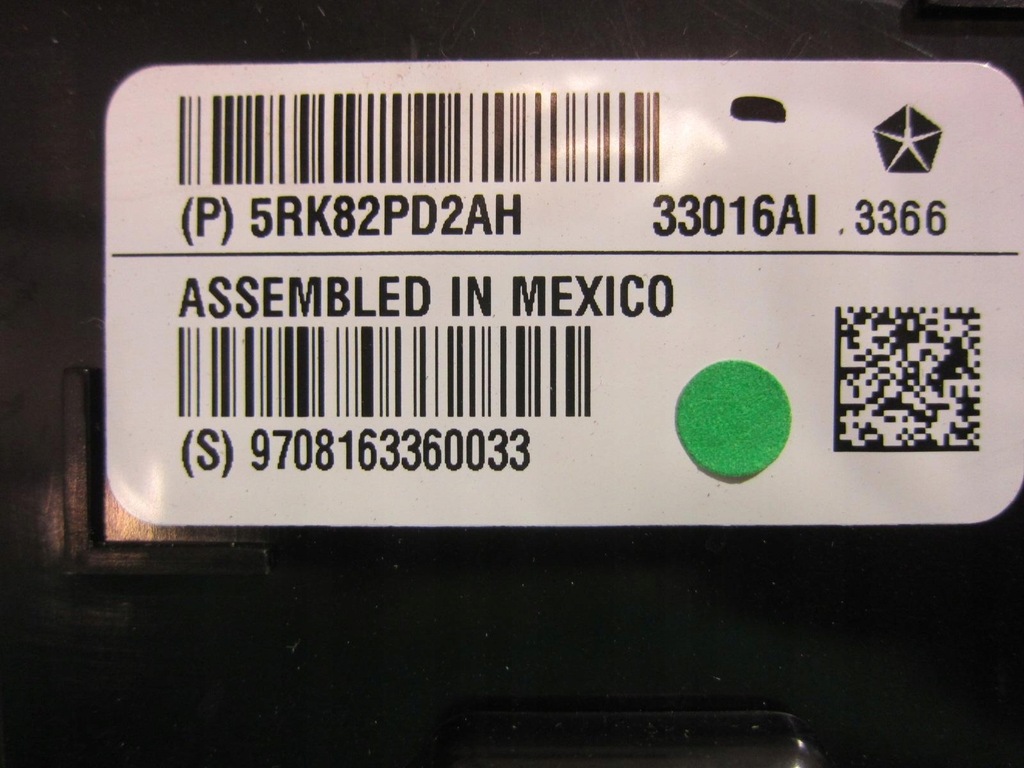 (P) 5RK82PD2AH 33016AI .3366
ASSEMBLED IN MEXICO
(S) 9708163360033